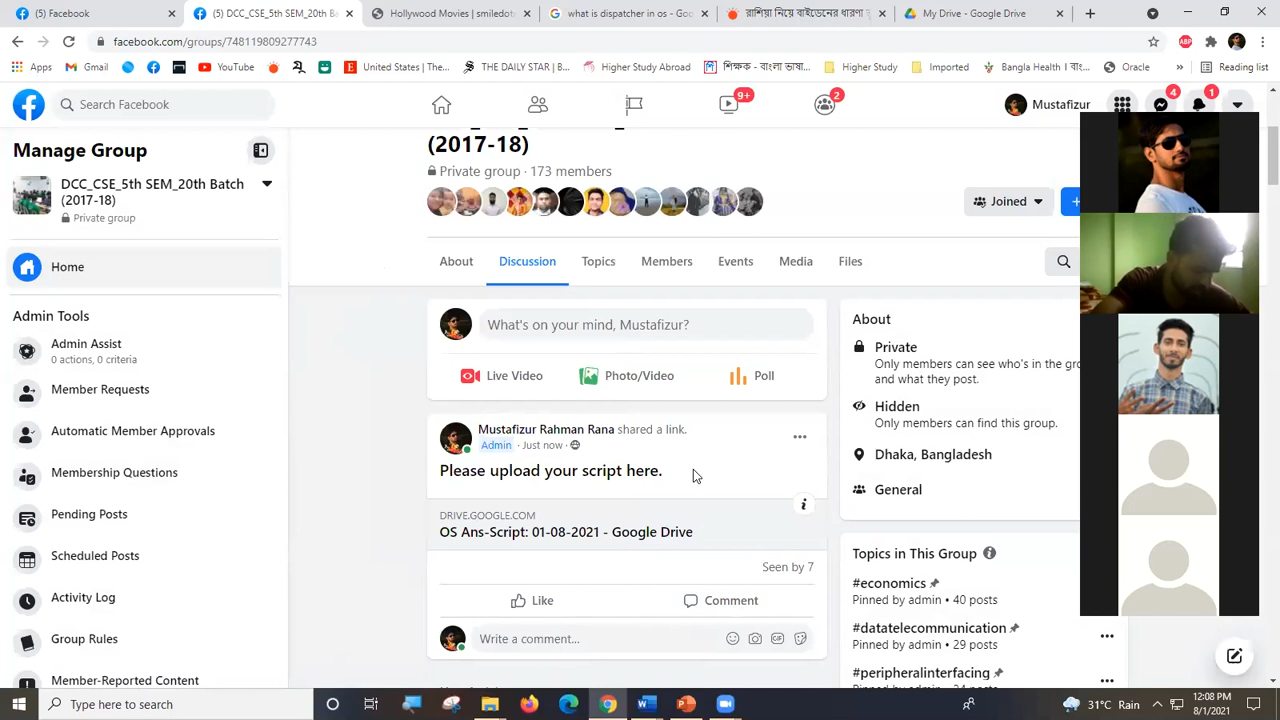 (5) Facebook
(5) DCC_CSE_5th SEM_20th Ba
Hollywood Movies | smiledotr
what is dispatcher in os - Goo
রাশিয়া নিয়ে বাইডেনের ধারণা
My Drive - Google Drive
facebook.com/groups/748119809277743
ABP
Apps
Gmail
YouTube
United States | The...
THE DAILY STAR | B...
Higher Study Abroad
শিক্ষক - বাংলা ভাষা...
Higher Study
Imported
Bangla Health । বাং...
Oracle
Reading list
Search Facebook
9+
2
Mustafizur
4
1
Manage Group
DCC_CSE_5th SEM_20th Batch
(2017-18)
Private group
Home
Admin Tools
Admin Assist
0 actions, 0 criteria
Member Requests
Automatic Member Approvals
Membership Questions
Pending Posts
Scheduled Posts
Activity Log
Group Rules
Member-Reported Content
(2017-18)
Private group · 173 members
Joined
About
Discussion
Topics
Members
Events
Media
Files
What's on your mind, Mustafizur?
Live Video
Photo/Video
Poll
Mustafizur Rahman Rana shared a link.
Admin · Just now ·
Please upload your script here.
DRIVE.GOOGLE.COM
OS Ans-Script: 01-08-2021 - Google Drive
Seen by 7
Like
Comment
Write a comment...
GIF
About
Private
Only members can see who's in the gro
and what they post.
Hidden
Only members can find this group.
Dhaka, Bangladesh
General
Topics in This Group
#economics
Pinned by admin • 40 posts
#datatelecommunication
Pinned by admin • 29 posts
#peripheralinterfacing
Type here to search
31°C Rain
12:08 PM
8/1/2021